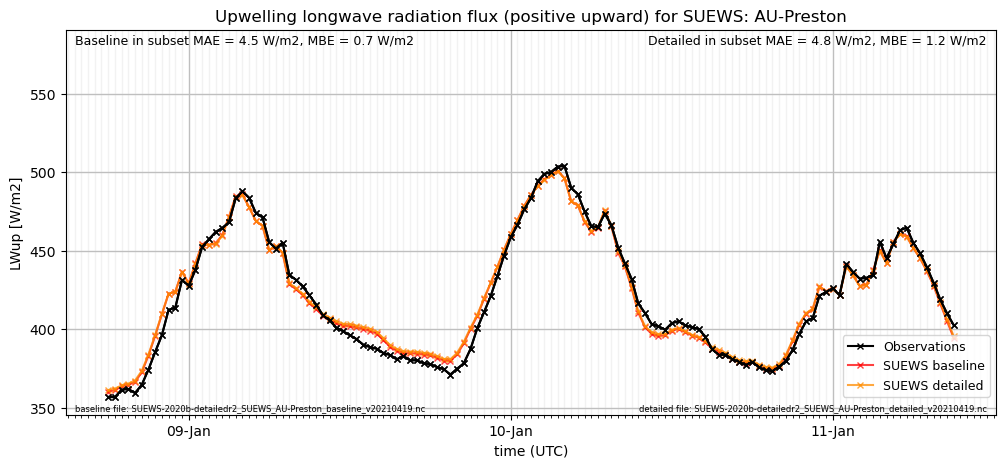 Upwelling longwave radiation flux (positive upward) for SUEWS: AU-Preston
Baseline in subset MAE = 4.5 W/m2, MBE = 0.7 W/m2
Detailed in subset MAE = 4.8 W/m2, MBE = 1.2 W/m2
550
500
450
400
350
LWup [W/m2]
Observations
SUEWS baseline
SUEWS detailed
baseline file: SUEWS-2020b-detailedr2_SUEWS_AU-Preston_baseline_v20210419.nc
detailed file: SUEWS-2020b-detailedr2_SUEWS_AU-Preston_detailed_v20210419.nc
09-Jan
10-Jan
11-Jan
time (UTC)